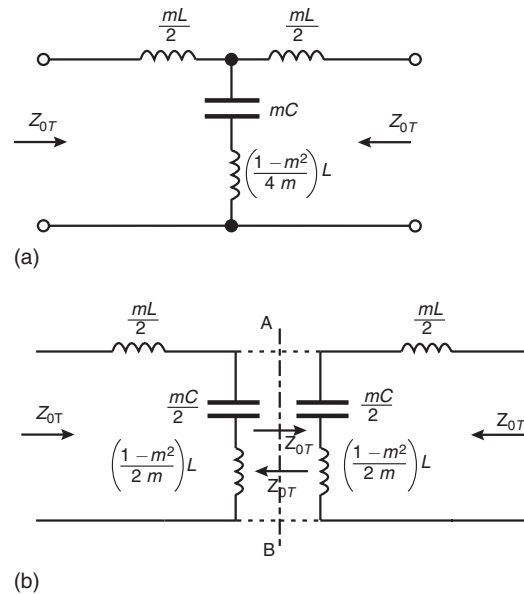 mL/2 mL/2
mC
Z0T Z0T
(1 − m²/4 m)L
(a)
mL/2 A mL/2
mC/2 mC/2
Z0T Z0T Z0T
(1 − m²/2 m)L Z0T (1 − m²/2 m)L
B
(b)